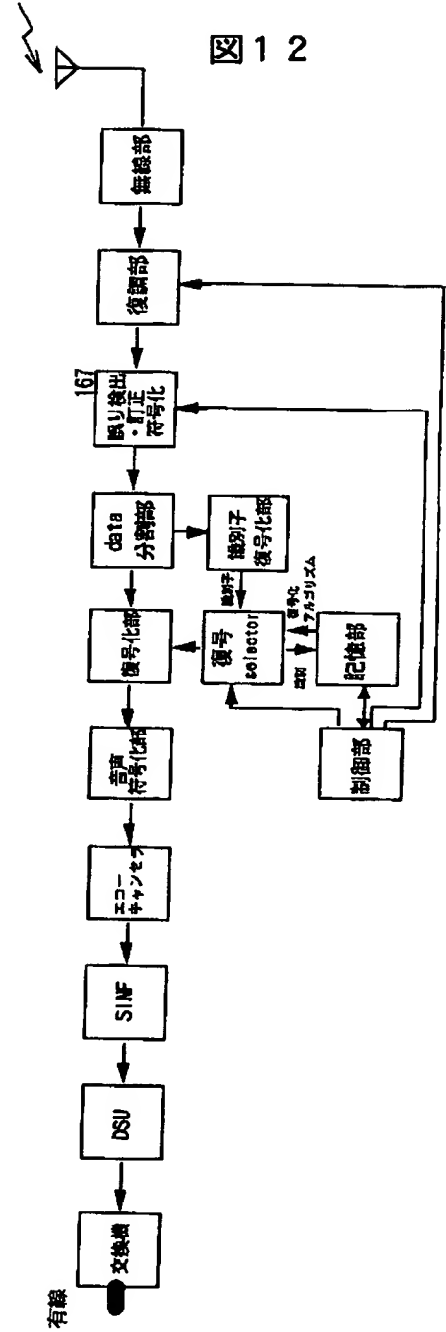 図12
無線部
復調部
167
誤り検出
・訂正
符号化
data
分割部
識別子
復号化部
識別子
復号化部
復号
selector
復号化
アルゴリズム
識別
記憶部
制御部
音声
符号化部
エコー
キャンセラ
SINF
DSU
交換機
有線